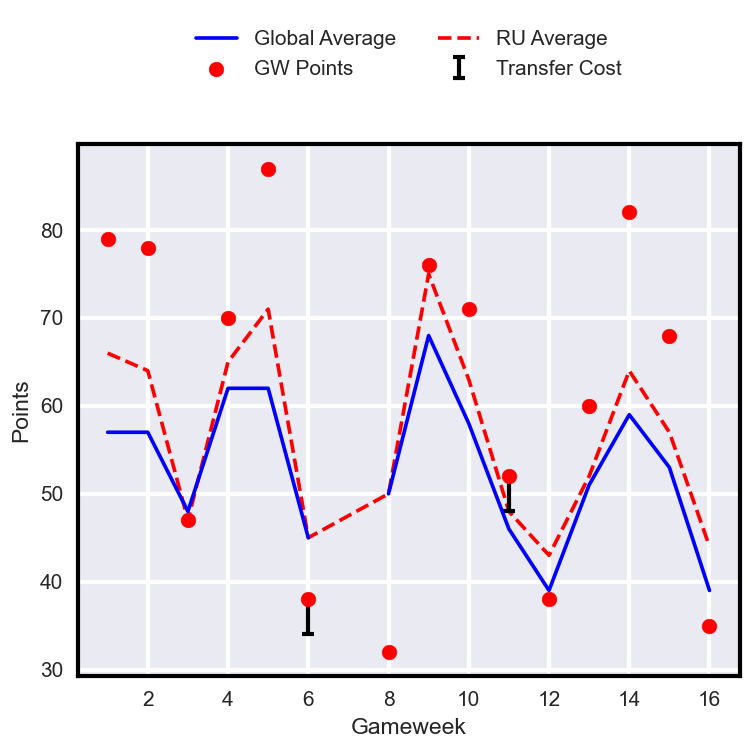 Global Average
RU Average
GW Points
Transfer Cost
Points
80
70
60
50
40
30
2 4 6 8 10 12 14 16
Gameweek